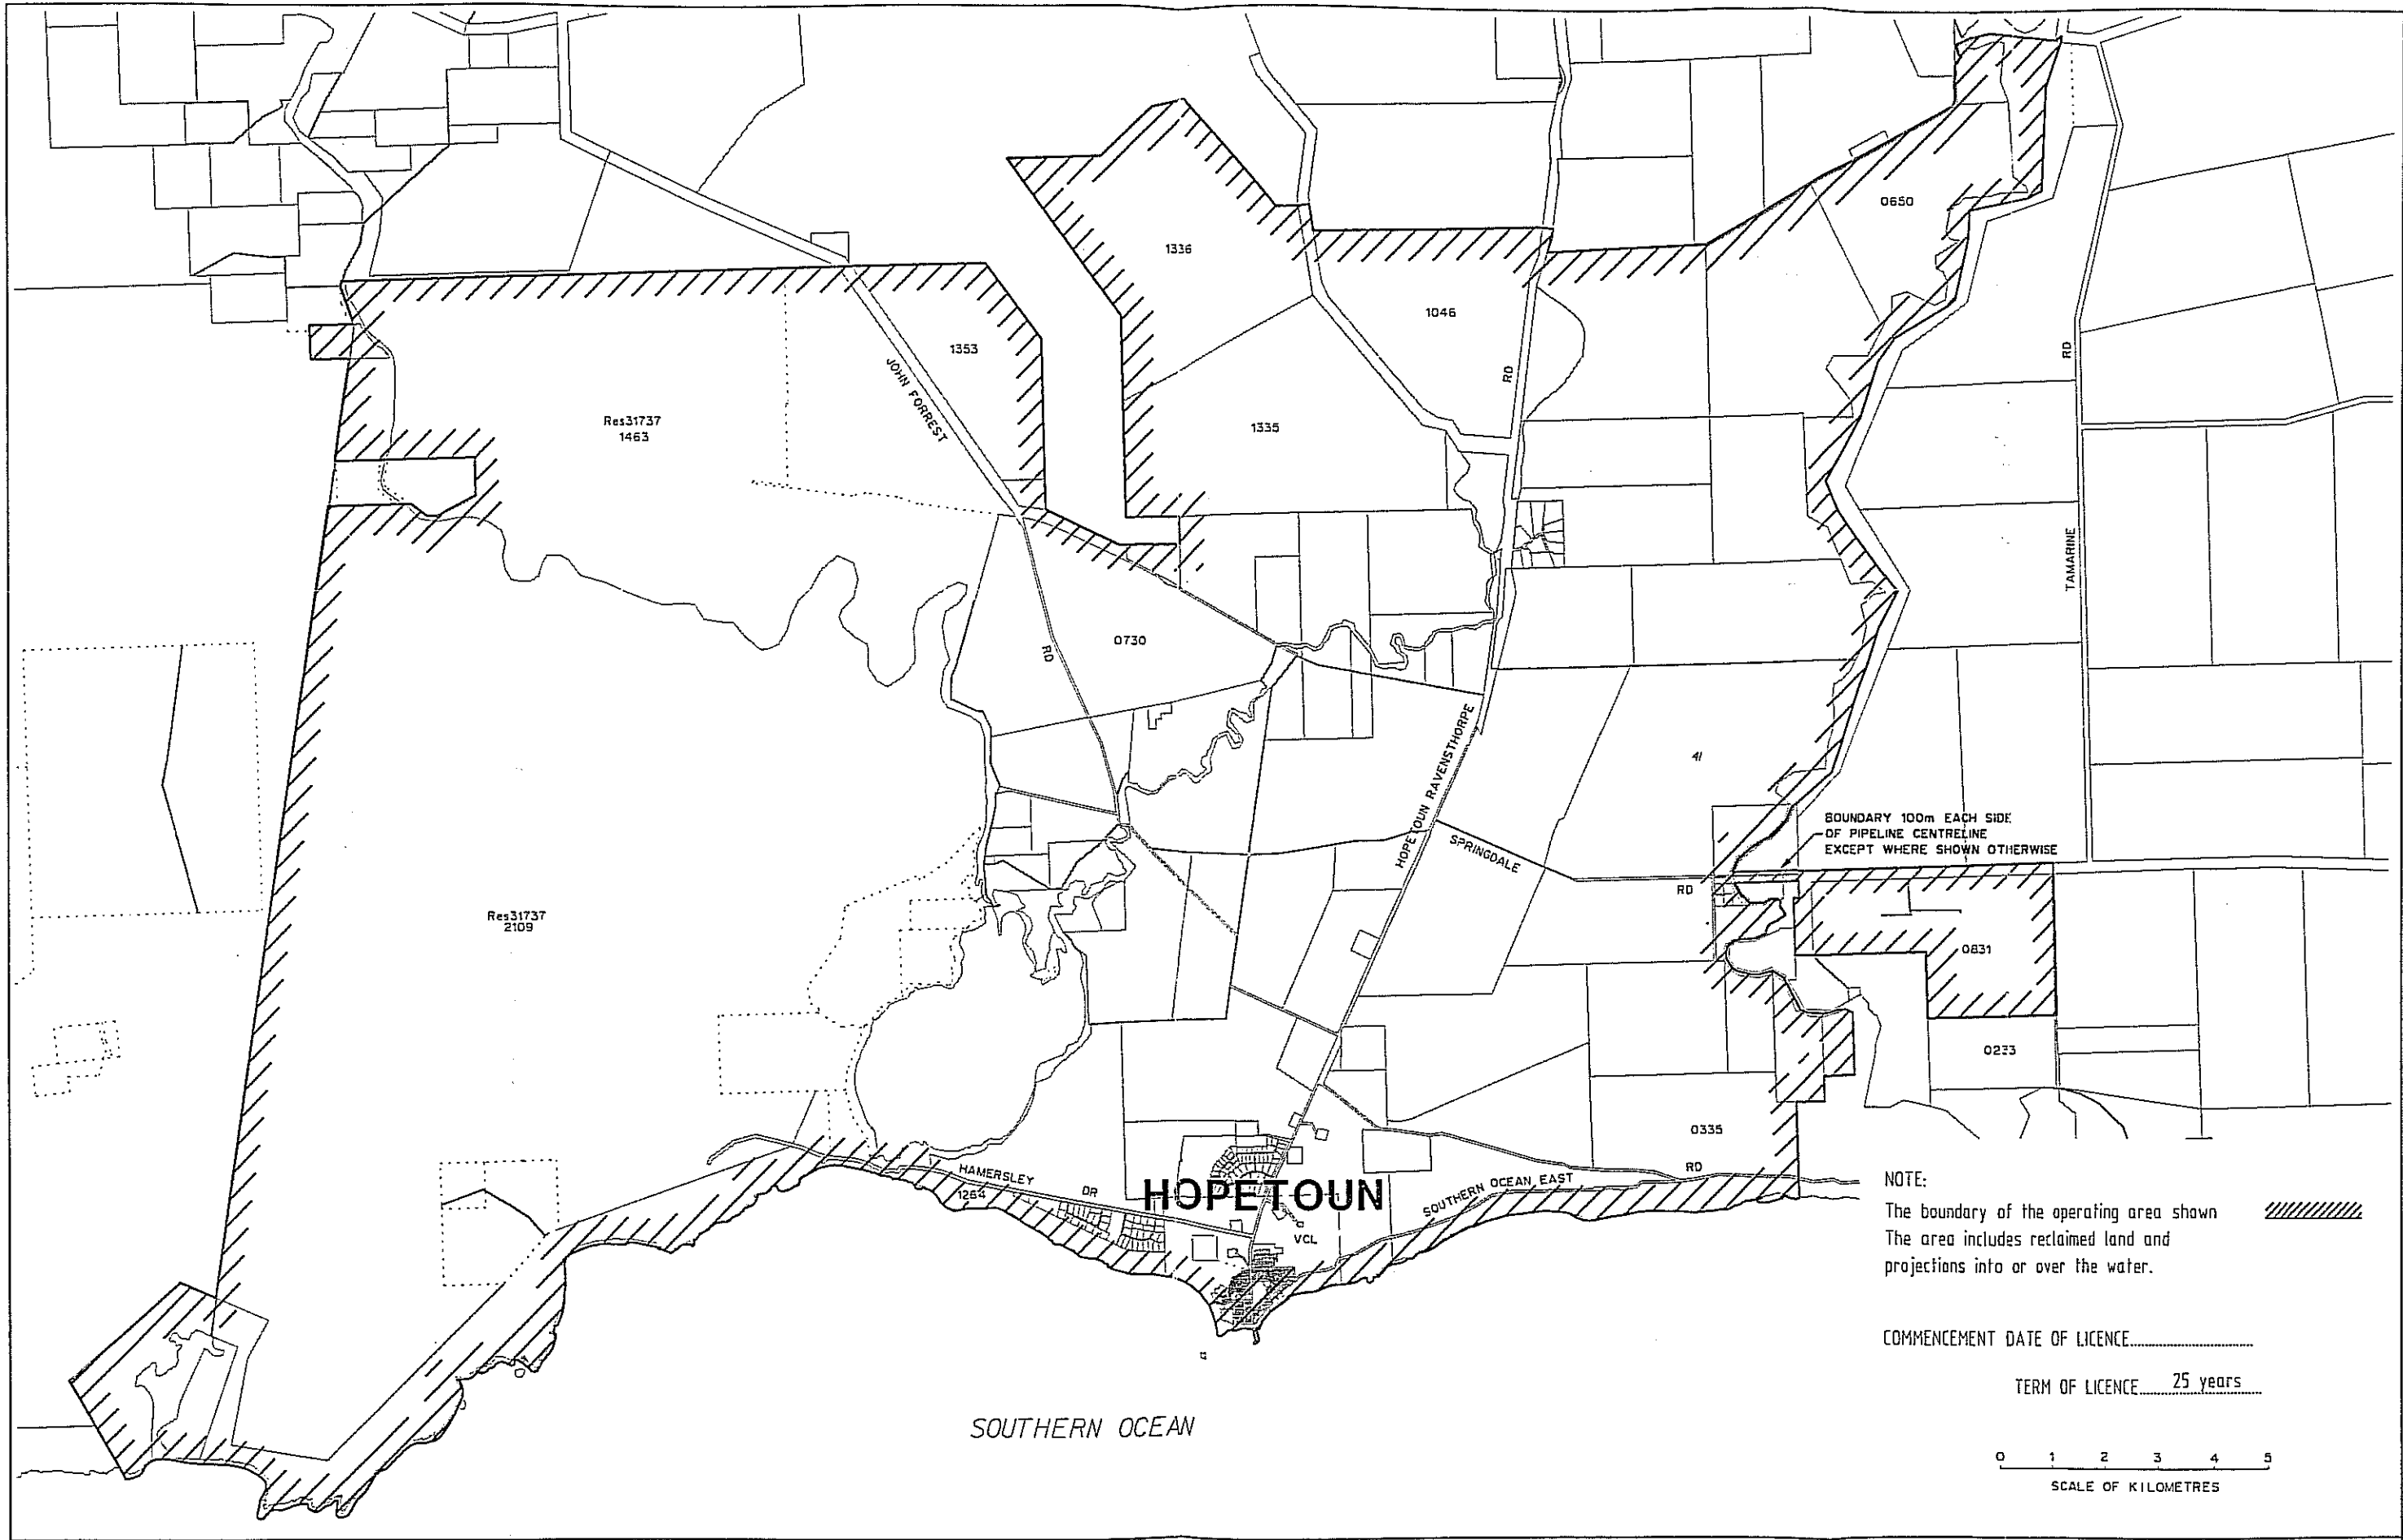 0650
1336
1046
1353
JOHN FORREST
RD
RD
Res31737
1463
1335
TAMARINE
0730
RD
HOPETOUN RAVENSTHORPE
41
BOUNDARY 100m EACH SIDE
OF PIPELINE CENTRELINE
EXCEPT WHERE SHOWN OTHERWISE
SPRINGDALE
RD
Res31737
2109
0831
0233
0335
HAMERSLEY
DR
1264
HOPETOUN
SOUTHERN OCEAN EAST
RD
VCL
NOTE:
The boundary of the operating area shown
The area includes reclaimed land and
projections into or over the water.
COMMENCEMENT DATE OF LICENCE
TERM OF LICENCE 25 years
SOUTHERN OCEAN
0 1 2 3 4 5
SCALE OF KILOMETRES